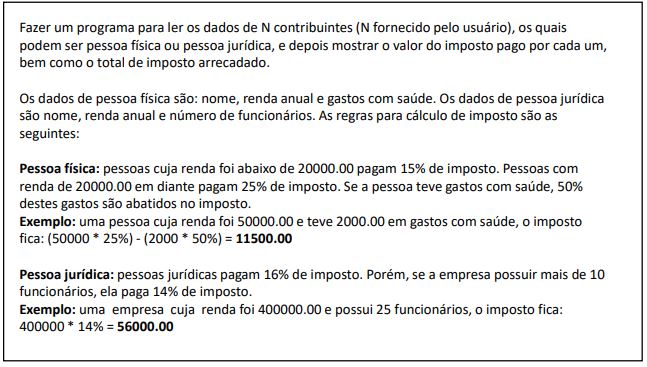 Fazer um programa para ler os dados de N contribuintes (N fornecido pelo usuário), os quais
podem ser pessoa física ou pessoa jurídica, e depois mostrar o valor do imposto pago por cada um,
bem como o total de imposto arrecadado.
Os dados de pessoa física são: nome, renda anual e gastos com saúde. Os dados de pessoa jurídica
são nome, renda anual e número de funcionários. As regras para cálculo de imposto são as
seguintes:
Pessoa física: pessoas cuja renda foi abaixo de 20000.00 pagam 15% de imposto. Pessoas com
renda de 20000.00 em diante pagam 25% de imposto. Se a pessoa teve gastos com saúde, 50%
destes gastos são abatidos no imposto.
Exemplo: uma pessoa cuja renda foi 50000.00 e teve 2000.00 em gastos com saúde, o imposto
fica: (50000 * 25%) - (2000 * 50%) = 11500.00
Pessoa jurídica: pessoas jurídicas pagam 16% de imposto. Porém, se a empresa possuir mais de 10
funcionários, ela paga 14% de imposto.
Exemplo: uma empresa cuja renda foi 400000.00 e possui 25 funcionários, o imposto fica:
400000 * 14% = 56000.00